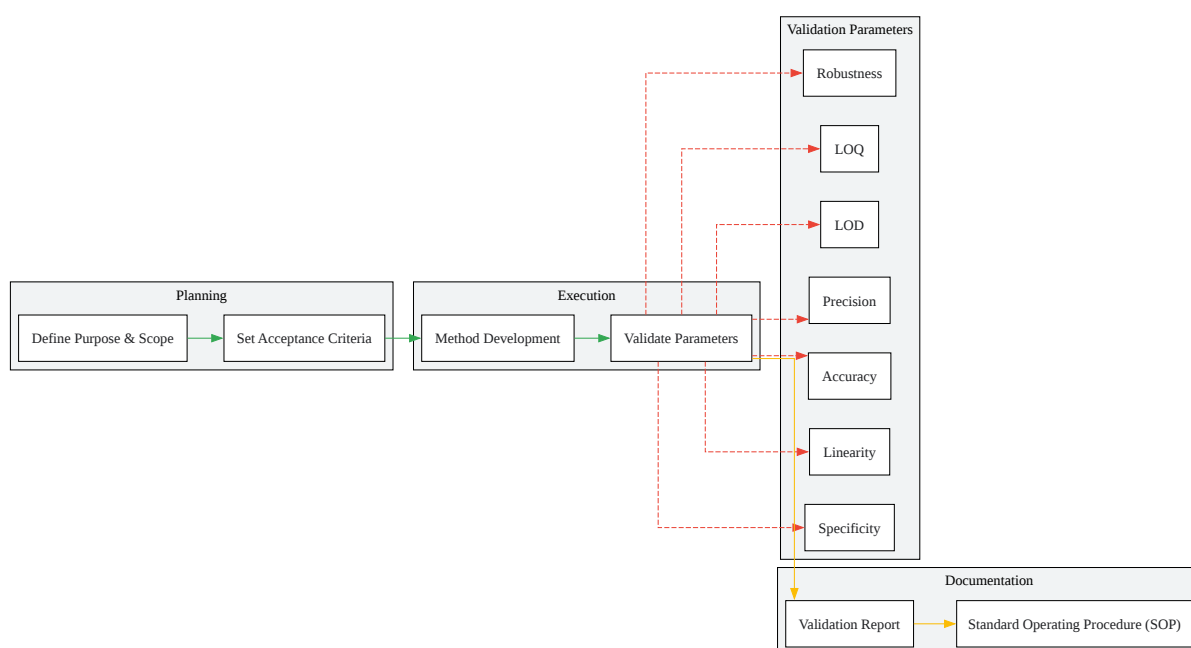 Validation Parameters
Robustness
LOQ
LOD
Precision
Planning
Execution
Define Purpose & Scope
Set Acceptance Criteria
Method Development
Validate Parameters
Accuracy
Linearity
Specificity
Documentation
Validation Report
Standard Operating Procedure (SOP)